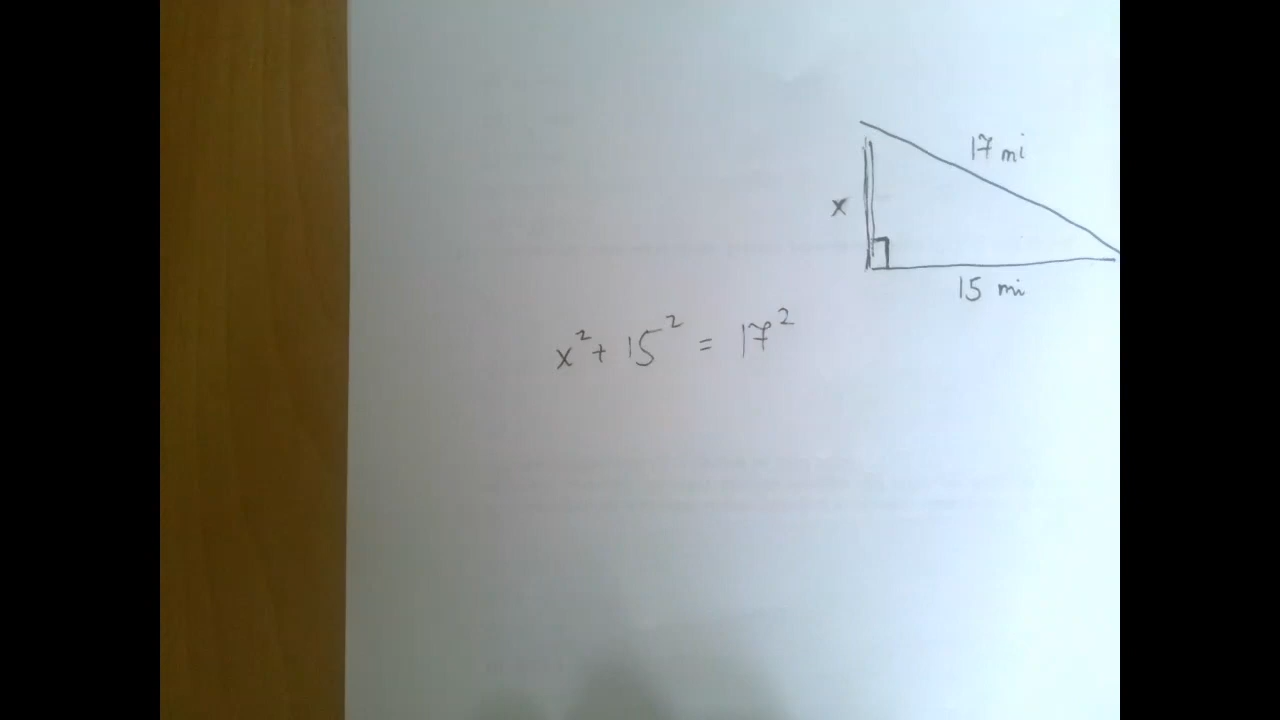 17 mi
x
15 mi
x² + 15² = 17²